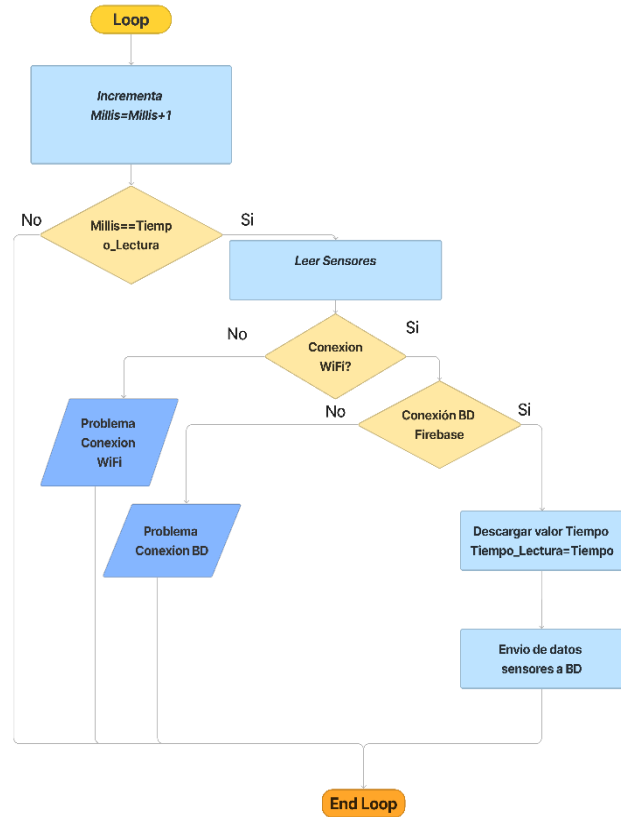 Loop
Incrementa
Millis=Millis+1
No
Millis==Tiemp
o_Lectura
Si
Leer Sensores
No
Conexion
WiFi?
Si
Problema
Conexion
WiFi
No
Conexión BD
Firebase
Si
Problema
Conexion BD
Descargar valor Tiempo
Tiempo_Lectura=Tiempo
Envio de datos
sensores a BD
End Loop